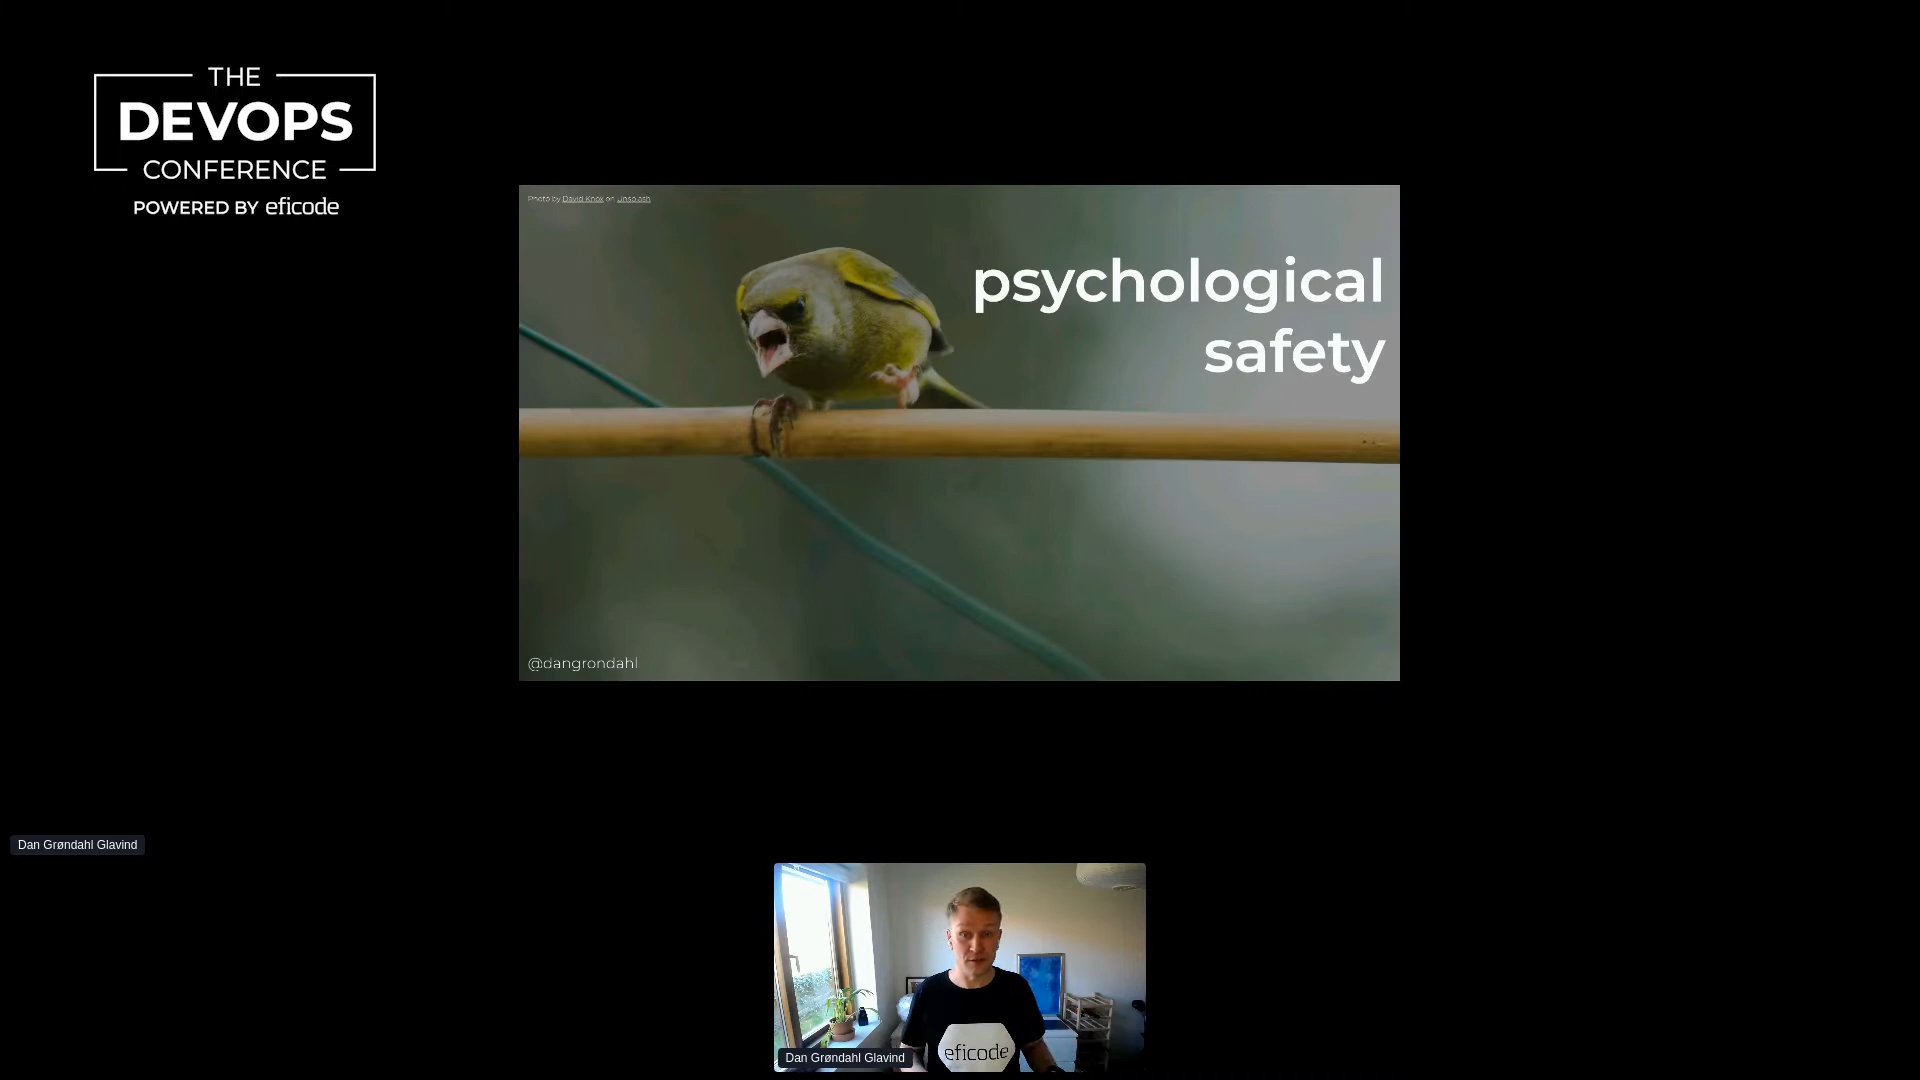 THE
DEVOPS
CONFERENCE
POWERED BY eficode
Photo by David Knox on Unsplash
psychological
safety
@dangrondahl
Dan Grøndahl Glavind
Dan Grøndahl Glavind
eficode